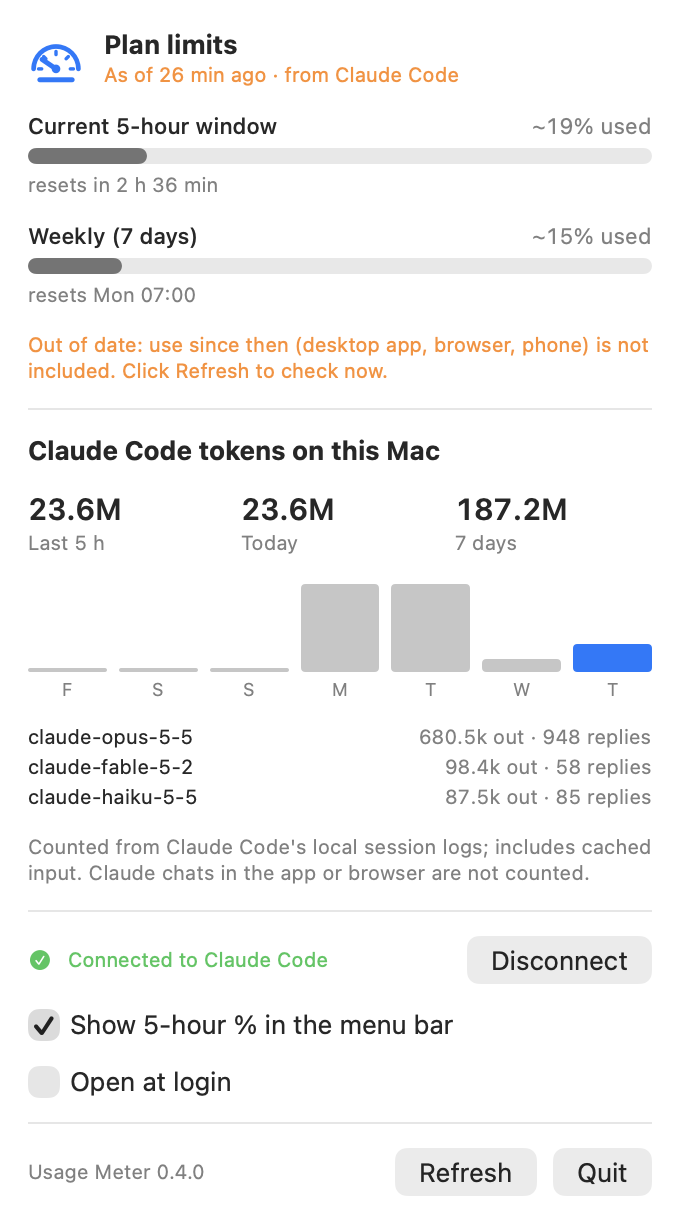 Plan limits
As of 26 min ago · from Claude Code
Current 5-hour window ~19% used
resets in 2 h 36 min
Weekly (7 days) ~15% used
resets Mon 07:00
Out of date: use since then (desktop app, browser, phone) is not
included. Click Refresh to check now.
Claude Code tokens on this Mac
23.6M 23.6M 187.2M
Last 5 h Today 7 days
F S S M T W T
claude-opus-5-5 680.5k out · 948 replies
claude-fable-5-2 98.4k out · 58 replies
claude-haiku-5-5 87.5k out · 85 replies
Counted from Claude Code's local session logs; includes cached
input. Claude chats in the app or browser are not counted.
Connected to Claude Code Disconnect
Show 5-hour % in the menu bar
Open at login
Usage Meter 0.4.0 Refresh Quit